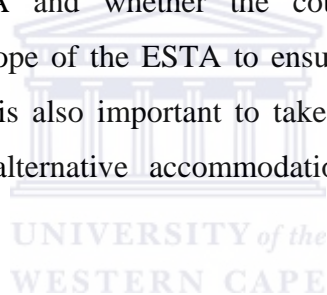 A and whether the cou
ope of the ESTA to ensu
is also important to take
alternative accommodatio
UNIVERSITY of the
WESTERN CAPE